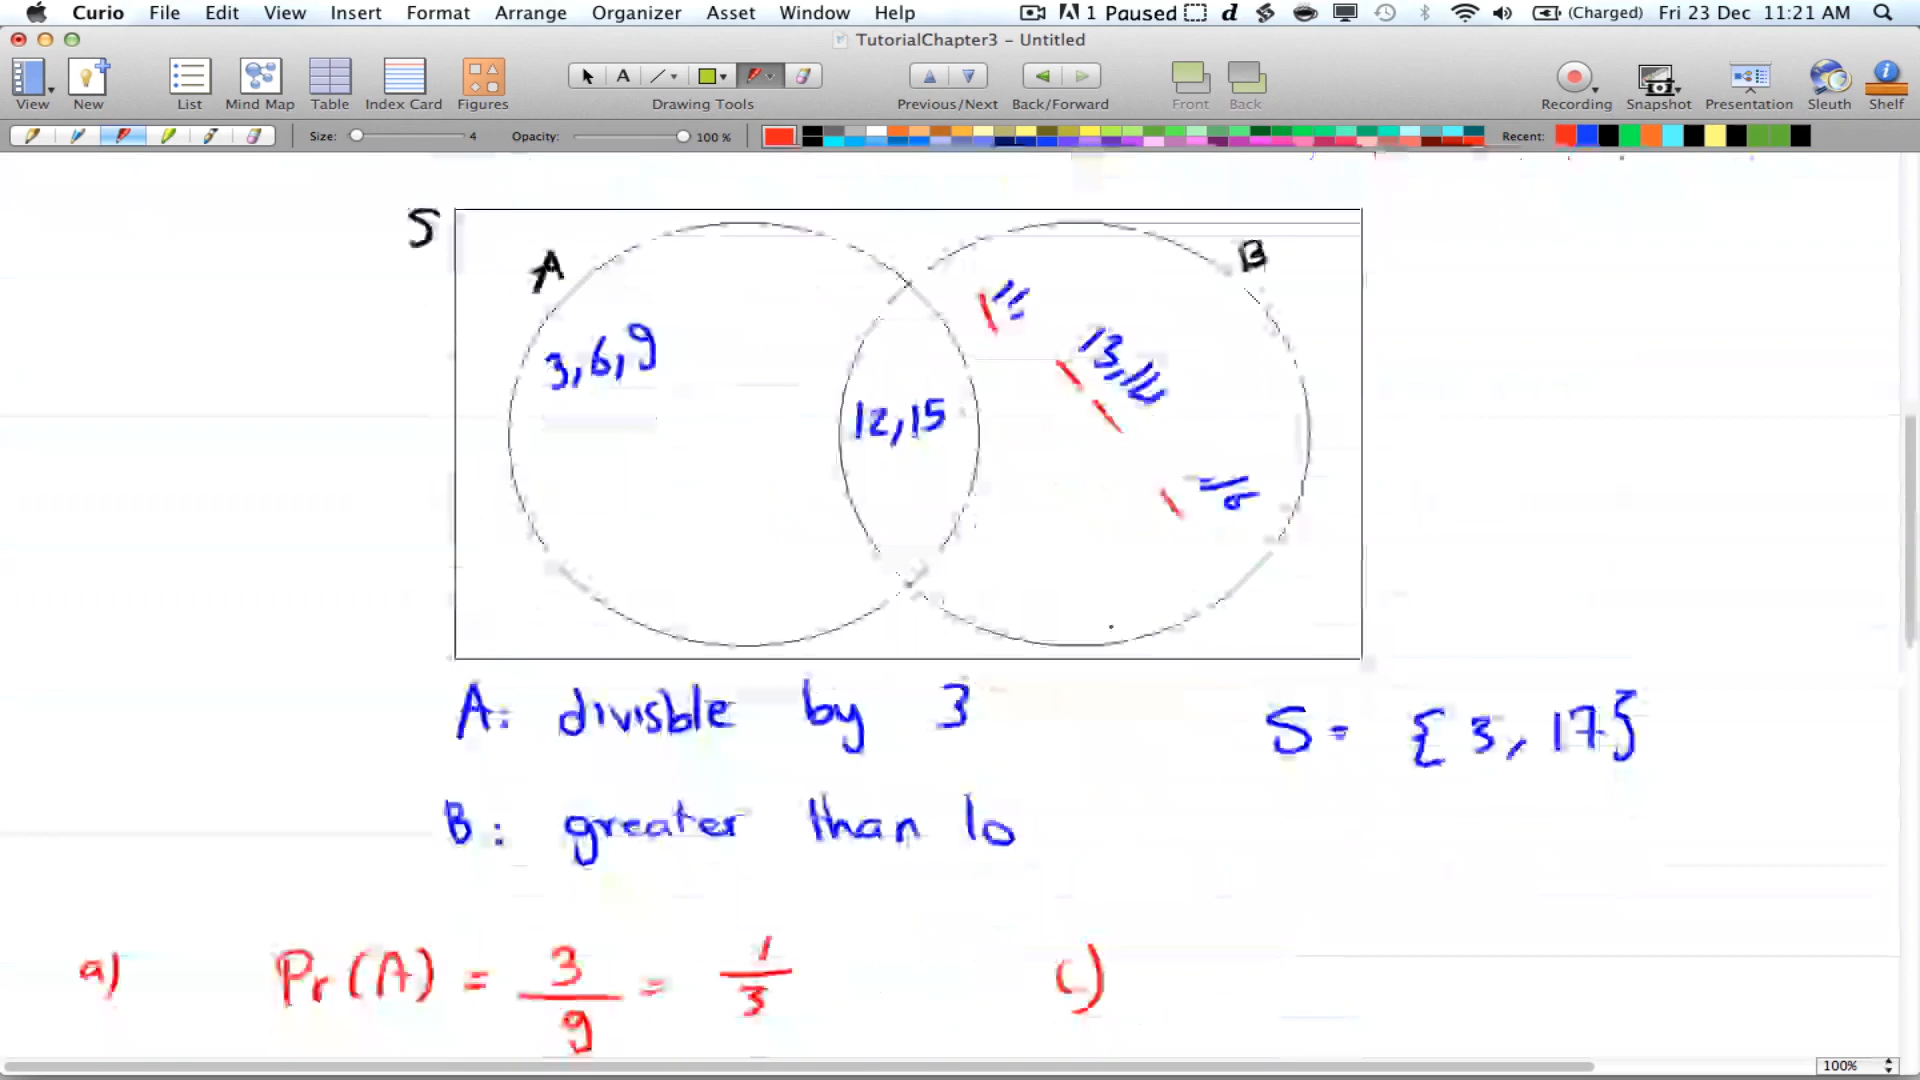 Curio File Edit View Insert Format Arrange Organizer Asset Window Help 1 Paused (Charged) Fri 23 Dec 11:21 AM
TutorialChapter3 – Untitled
View New List Mind Map Table Index Card Figures Drawing Tools Previous/Next Back/Forward Front Back Recording Snapshot Presentation Sleuth Shelf
Size: 4 Opacity: 100 % Recent:
S
A
B
3, 6, 9
12, 15
11,
A: divisble by 3
S = { 3, 17}
B: greater than 10
a) Pr (A) = 3/9 = 1/3
c)
100%